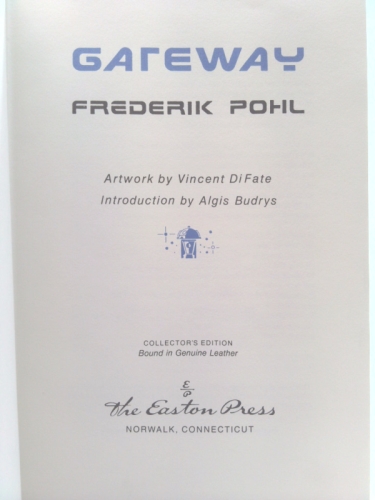 GATEWAY
FREDERIK POHL
Artwork by Vincent DiFate
Introduction by Algis Budrys
COLLECTOR'S EDITION
Bound in Genuine Leather
E/P
The Easton Press
NORWALK, CONNECTICUT